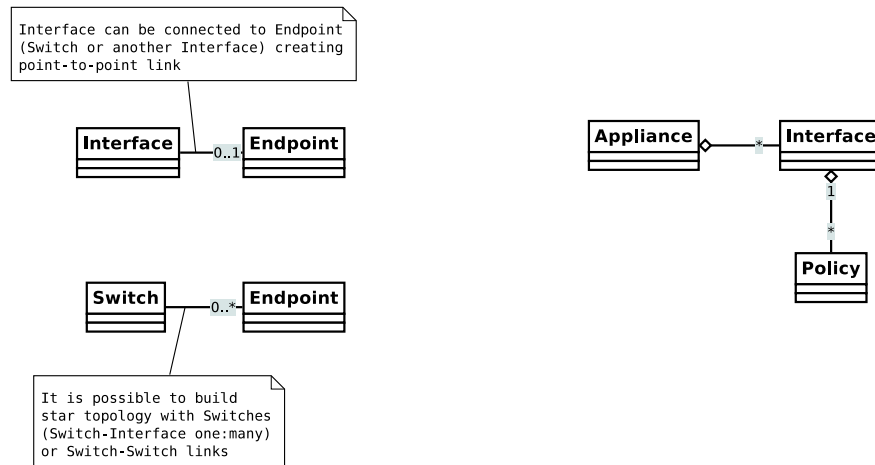 Interface can be connected to Endpoint
(Switch or another Interface) creating
point-to-point link
Interface
0..1
Endpoint
Appliance
*
Interface
1
*
Policy
Switch
0..*
Endpoint
It is possible to build
star topology with Switches
(Switch-Interface one:many)
or Switch-Switch links